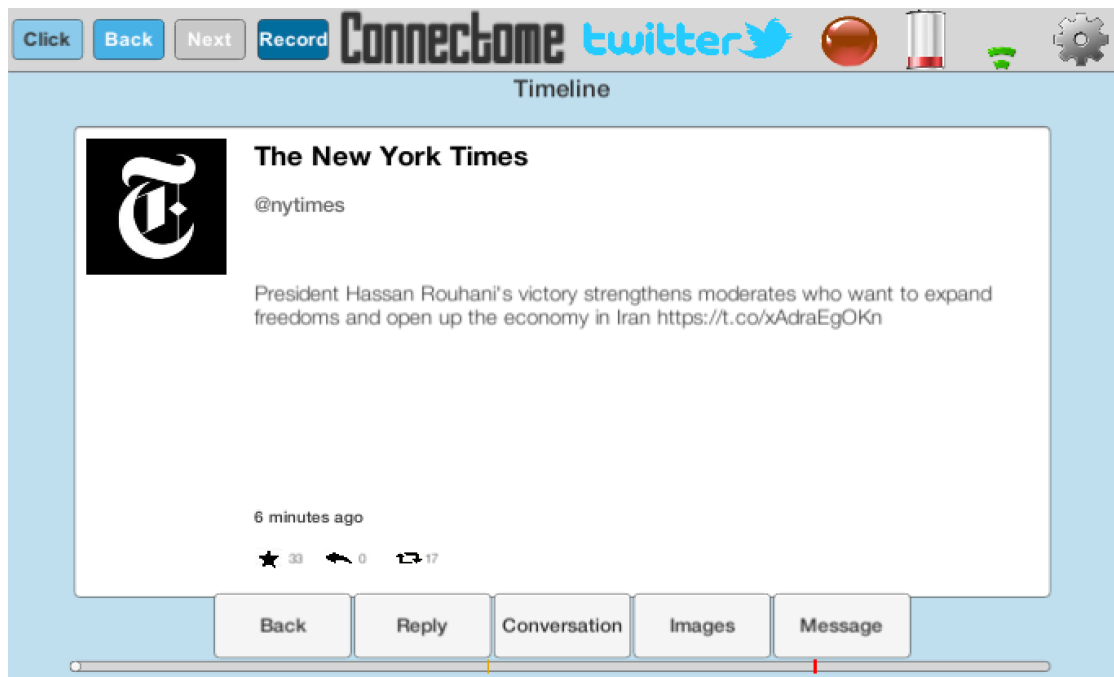 Click Back Next Record Connectome twitter
Timeline
The New York Times
@nytimes
President Hassan Rouhani's victory strengthens moderates who want to expand
freedoms and open up the economy in Iran https://t.co/xAdraEgOKn
6 minutes ago
33 0 17
Back Reply Conversation Images Message